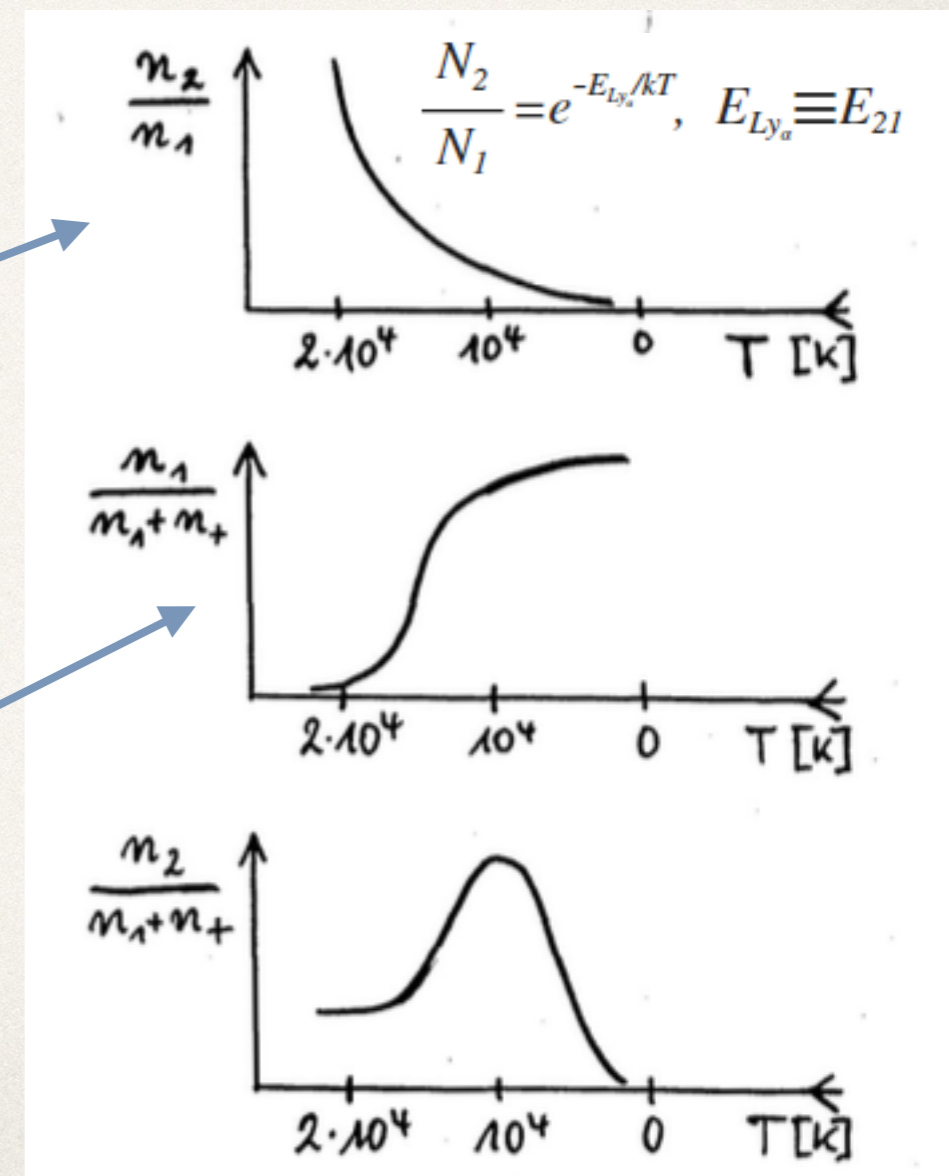 n₂/n₁
N₂/N₁ = e^(-E_Lyα/kT), E_Lyα ≡ E₂₁
2·10⁴ 10⁴ 0 T [K]
n₁/(n₁+n₊)
2·10⁴ 10⁴ 0 T [K]
n₂/(n₁+n₊)
2·10⁴ 10⁴ 0 T [K]